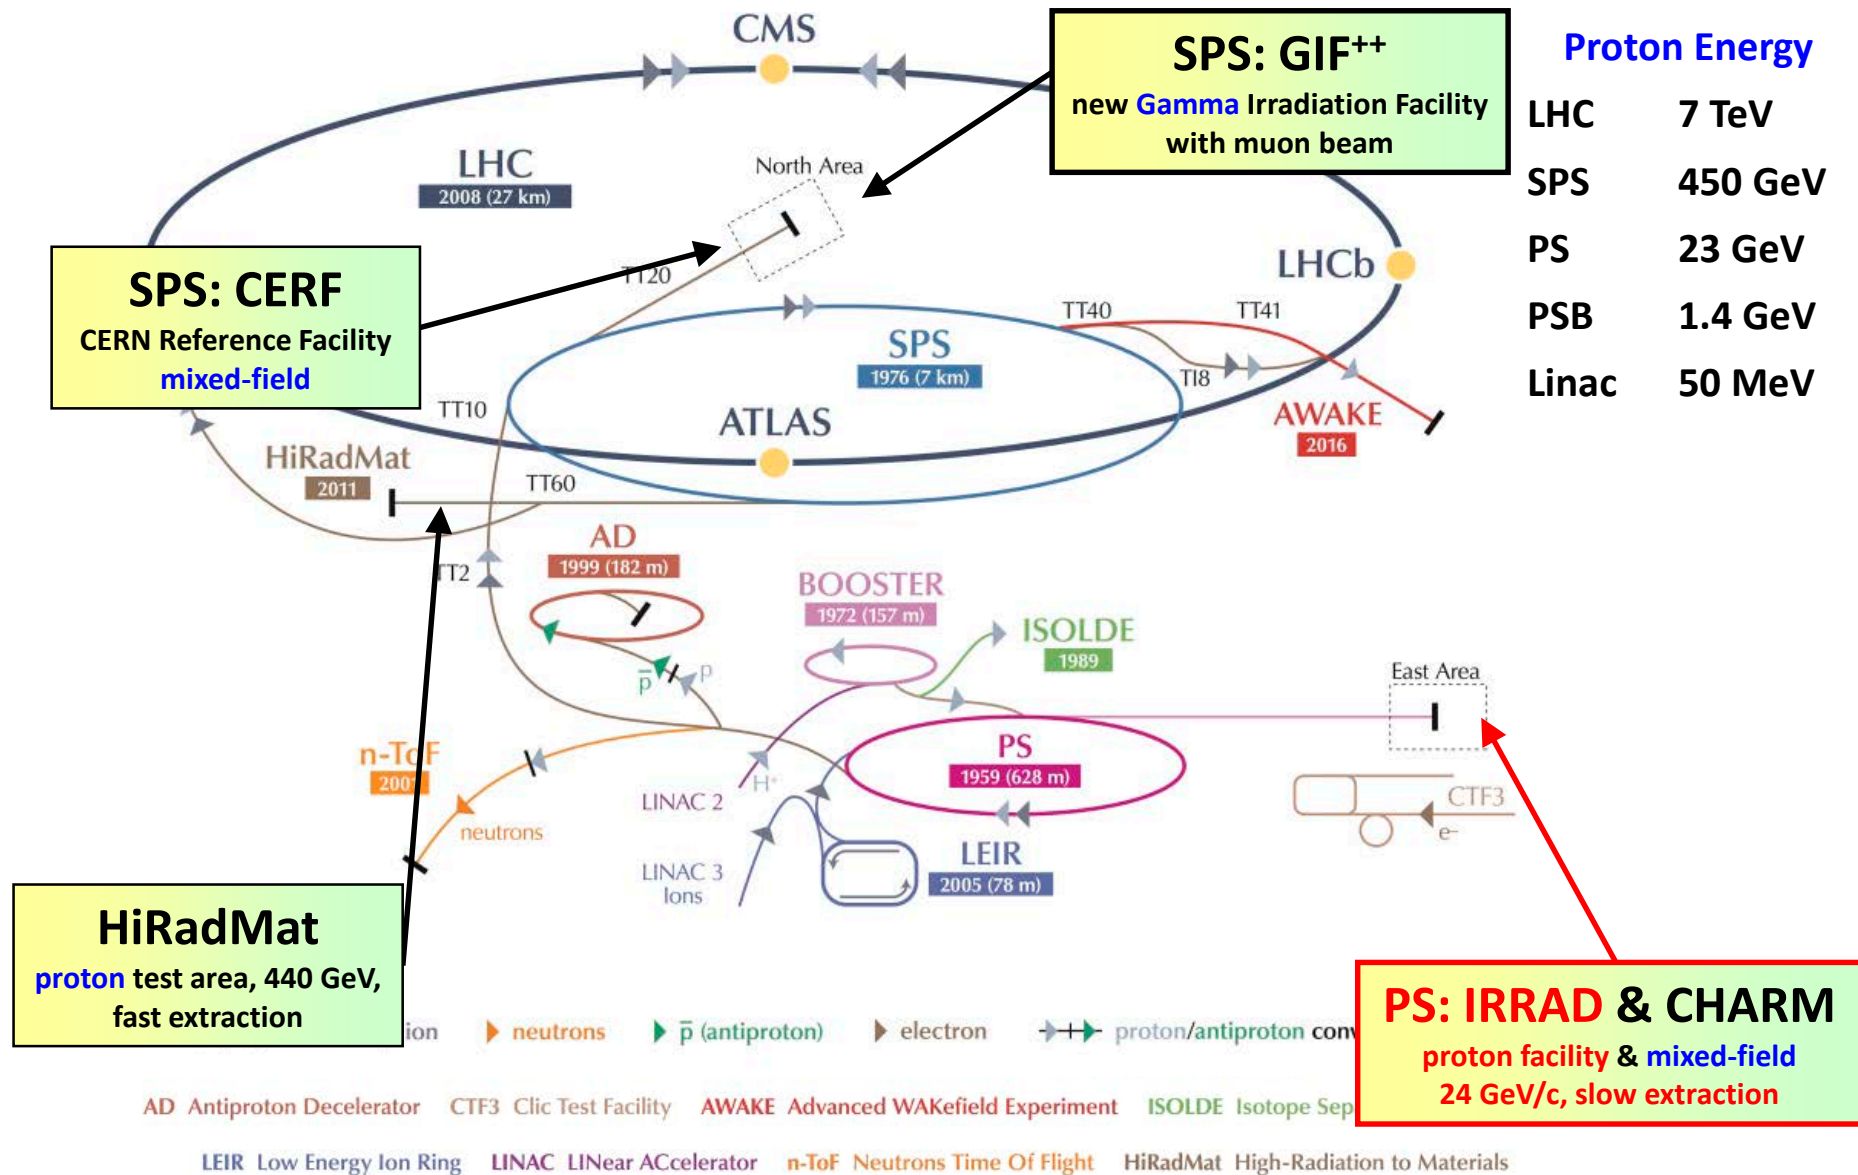 CMS
SPS: GIF++
new Gamma Irradiation Facility
with muon beam
Proton Energy
LHC 7 TeV
SPS 450 GeV
PS 23 GeV
PSB 1.4 GeV
Linac 50 MeV
LHC
2008 (27 km)
North Area
SPS: CERF
CERN Reference Facility
mixed-field
TT20
LHCb
TT40
TT41
SPS
1976 (7 km)
TI8
TT10
ATLAS
AWAKE
2016
HiRadMat
2011
TT60
AD
1999 (182 m)
TT2
BOOSTER
1972 (157 m)
ISOLDE
1989
p̅
p
East Area
n-ToF
PS
1959 (628 m)
H+
LINAC 2
neutrons
CTF3
e–
LEIR
2005 (78 m)
LINAC 3
Ions
HiRadMat
proton test area, 440 GeV,
fast extraction
PS: IRRAD & CHARM
proton facility & mixed-field
24 GeV/c, slow extraction
ion neutrons p̅ (antiproton) electron proton/antiproton
AD Antiproton Decelerator CTF3 Clic Test Facility AWAKE Advanced WAKefield Experiment ISOLDE Isotope
LEIR Low Energy Ion Ring LINAC LINear ACcelerator n-ToF Neutrons Time Of Flight HiRadMat High-Radiation to Materials